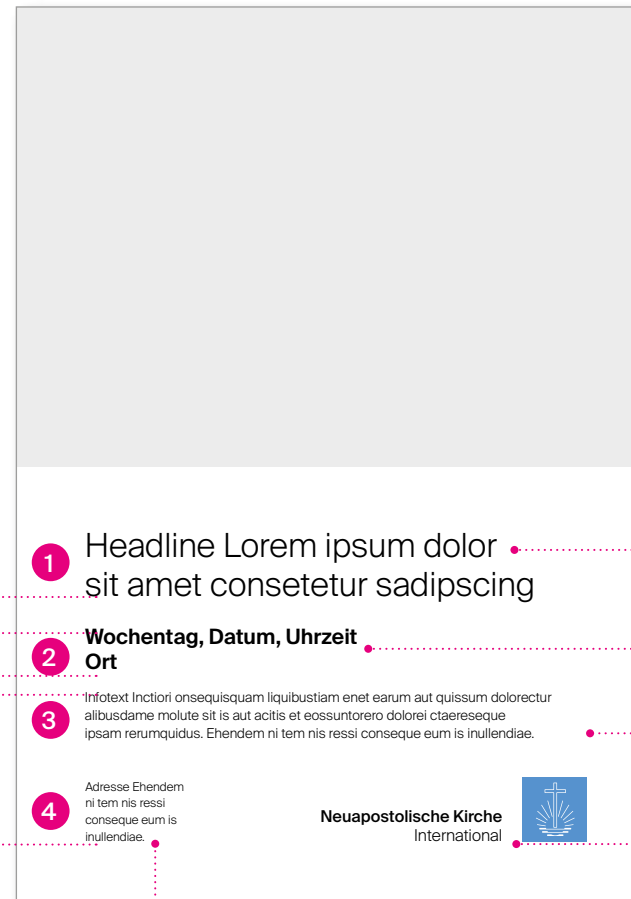 1
Headline Lorem ipsum dolor
sit amet consetetur sadipscing
2
Wochentag, Datum, Uhrzeit
Ort
3
Infotext Inctiori onsequisquam liquibustiam enet earum aut quissum dolorectur
alibusdame molute sit is aut acitis et eossuntorero dolorei ctaereseque
ipsam rerumquidus. Ehendem ni tem nis ressi conseque eum is inullendiae.
4
Adresse Ehendem
ni tem nis ressi
conseque eum is
inullendiae.
Neuapostolische Kirche
International